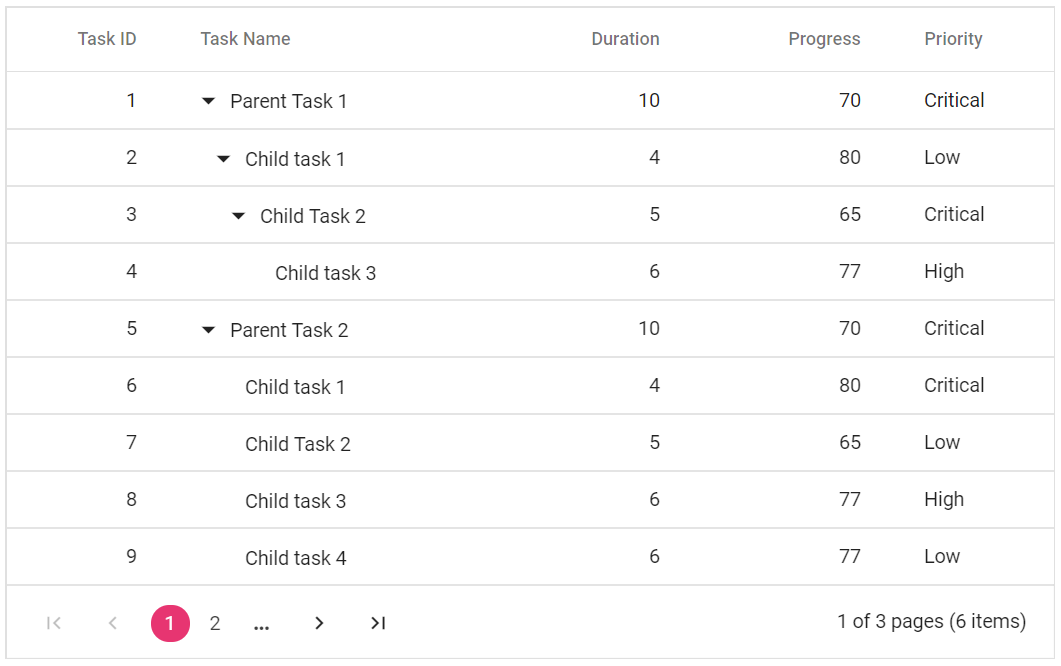 Task ID Task Name Duration Progress Priority
1 Parent Task 1 10 70 Critical
2 Child task 1 4 80 Low
3 Child Task 2 5 65 Critical
4 Child task 3 6 77 High
5 Parent Task 2 10 70 Critical
6 Child task 1 4 80 Critical
7 Child Task 2 5 65 Low
8 Child task 3 6 77 High
9 Child task 4 6 77 Low
1 2 ... 1 of 3 pages (6 items)